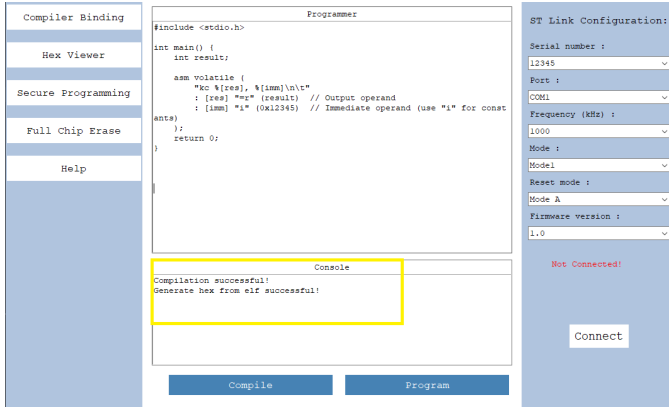 Compiler Binding
Hex Viewer
Secure Programming
Full Chip Erase
Help
Programmer
#include <stdio.h>
int main() {
    int result;
    asm volatile (
        "kc %[res], %[imm]\n\t"
        : [res] "=r" (result)  // Output operand
        : [imm] "i" (0x12345)  // Immediate operand (use "i" for const
ants)
    );
    return 0;
}
Console
Compilation successful!
Generate hex from elf successful!
Compile
Program
ST Link Configuration:
Serial number :
12345
Port :
COM1
Frequency (kHz) :
1000
Mode :
Mode1
Reset mode :
Mode A
Firmware version :
1.0
Not Connected!
Connect